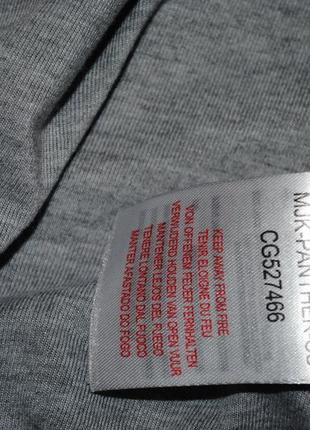 MJK-PANTHER-
CG527466
KEEP AWAY FROM FIRE
TENIR ÉLOIGNÉ DU FEU
VON OFFENEM FEUER FERNHALTEN
VERWIJDERD HOUDEN VAN OPEN VUUR
MANTENER LEJOS DEL FUEGO
TENERE LONTANO DAL FUOCO
MANTER AFASTADO DO FOGO